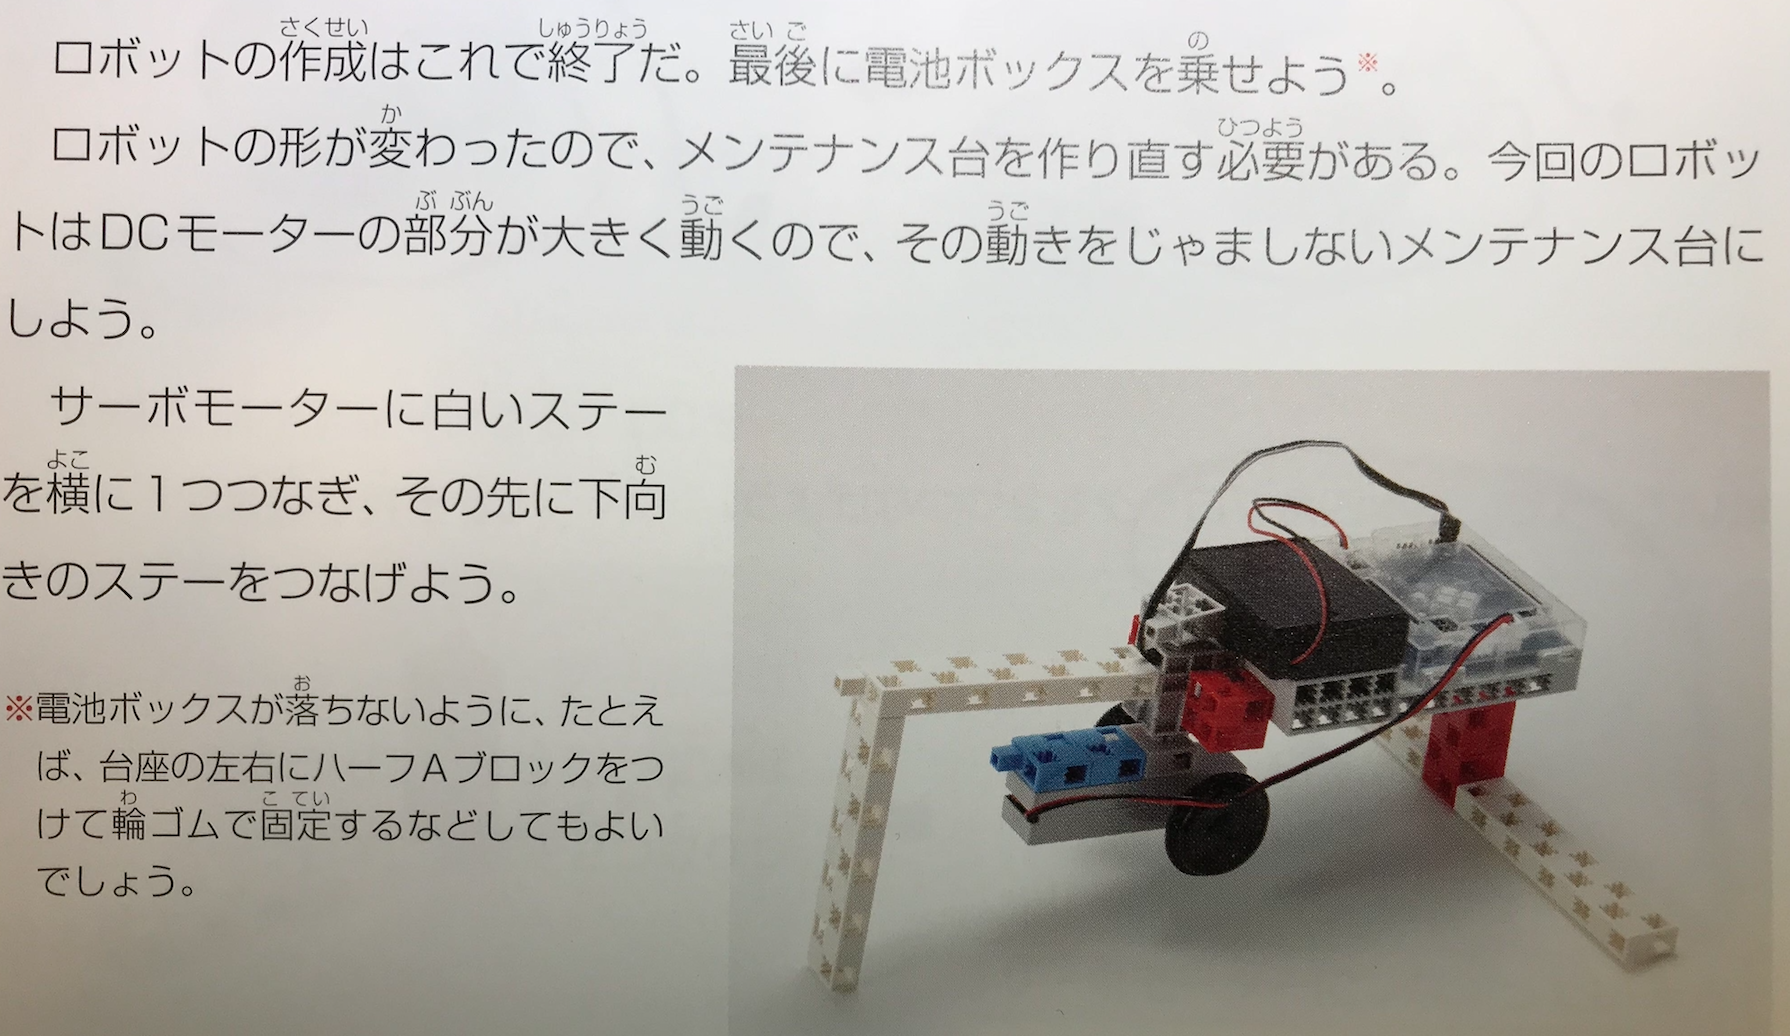 ロボットの作成はこれで終了だ。最後に電池ボックスを乗せよう※。
ロボットの形が変わったので、メンテナンス台を作り直す必要がある。今回のロボッ
トはDCモーターの部分が大きく動くので、その動きをじゃましないメンテナンス台に
しよう。
サーボモーターに白いステー
を横に1つつなぎ、その先に下向
きのステーをつなげよう。
※電池ボックスが落ちないように、たとえ
ば、台座の左右にハーフAブロックをつ
けて輪ゴムで固定するなどしてもよい
でしょう。